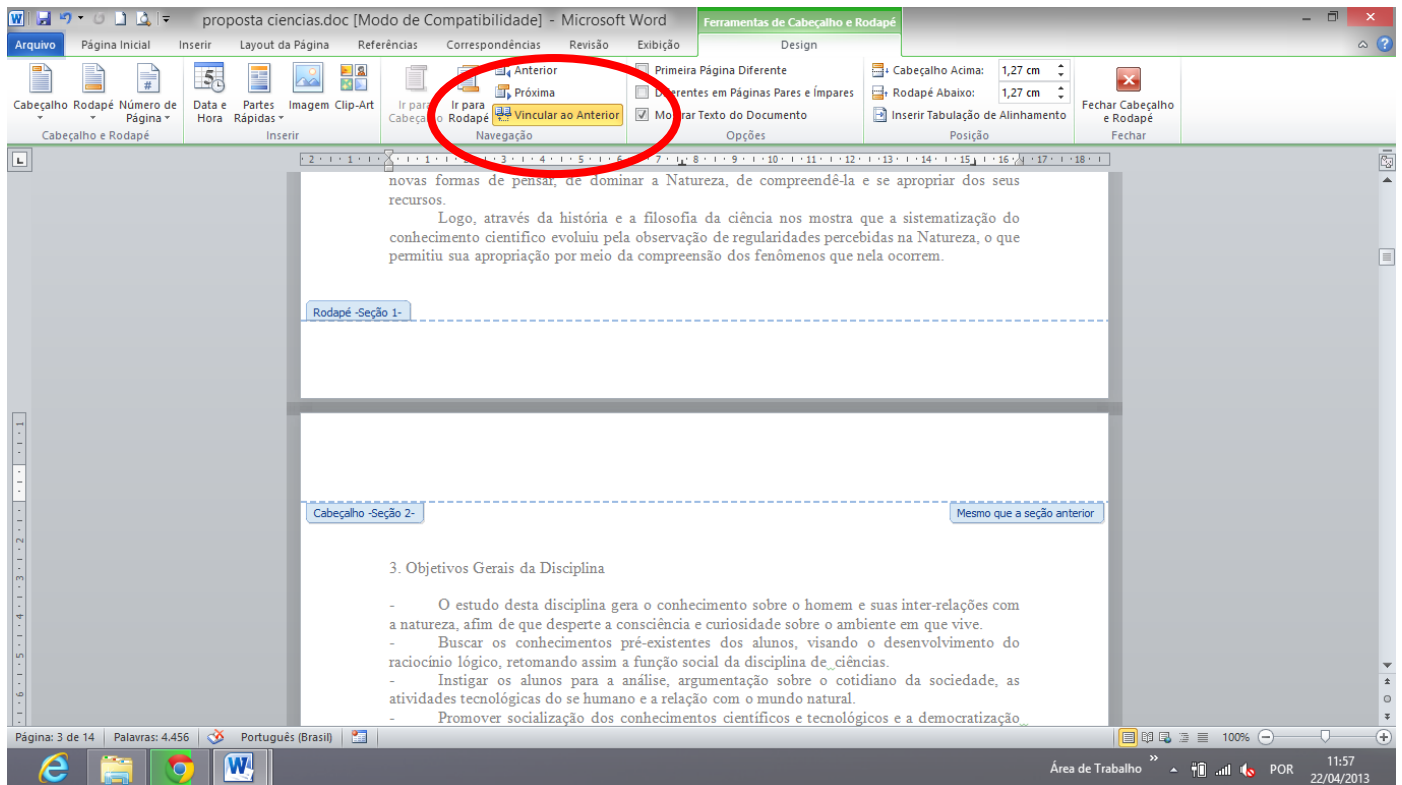 proposta ciencias.doc [Modo de Compatibilidade] - Microsoft Word
Ferramentas de Cabeçalho e Rodapé
Arquivo Página Inicial Inserir Layout da Página Referências Correspondências Revisão Exibição Design
Cabeçalho
Rodapé
Número de Página
Cabeçalho e Rodapé
Data e Hora
Partes Rápidas
Imagem
Clip-Art
Inserir
Ir para
Ir para Rodapé
Anterior
Próxima
Vincular ao Anterior
Navegação
Primeira Página Diferente
Diferentes em Páginas Pares e Ímpares
Mostrar Texto do Documento
Opções
Cabeçalho Acima: 1,27 cm
Rodapé Abaixo: 1,27 cm
Inserir Tabulação de Alinhamento
Posição
Fechar Cabeçalho e Rodapé
Fechar
novas formas de pensar, de dominar a Natureza, de compreendê-la e se apropriar dos seus
recursos.
Logo, através da história e a filosofia da ciência nos mostra que a sistematização do
conhecimento cientifico evoluiu pela observação de regularidades percebidas na Natureza, o que
permitiu sua apropriação por meio da compreensão dos fenômenos que nela ocorrem.
Rodapé -Seção 1-
Cabeçalho -Seção 2-
Mesmo que a seção anterior
3. Objetivos Gerais da Disciplina
- O estudo desta disciplina gera o conhecimento sobre o homem e suas inter-relações com
a natureza, afim de que desperte a consciência e curiosidade sobre o ambiente em que vive.
- Buscar os conhecimentos pré-existentes dos alunos, visando o desenvolvimento do
raciocínio lógico, retomando assim a função social da disciplina de ciências.
- Instigar os alunos para a análise, argumentação sobre o cotidiano da sociedade, as
atividades tecnológicas do se humano e a relação com o mundo natural.
- Promover socialização dos conhecimentos científicos e tecnológicos e a democratização
Página: 3 de 14 Palavras: 4.456 Português (Brasil) 100%
Área de Trabalho POR 11:57
22/04/2013